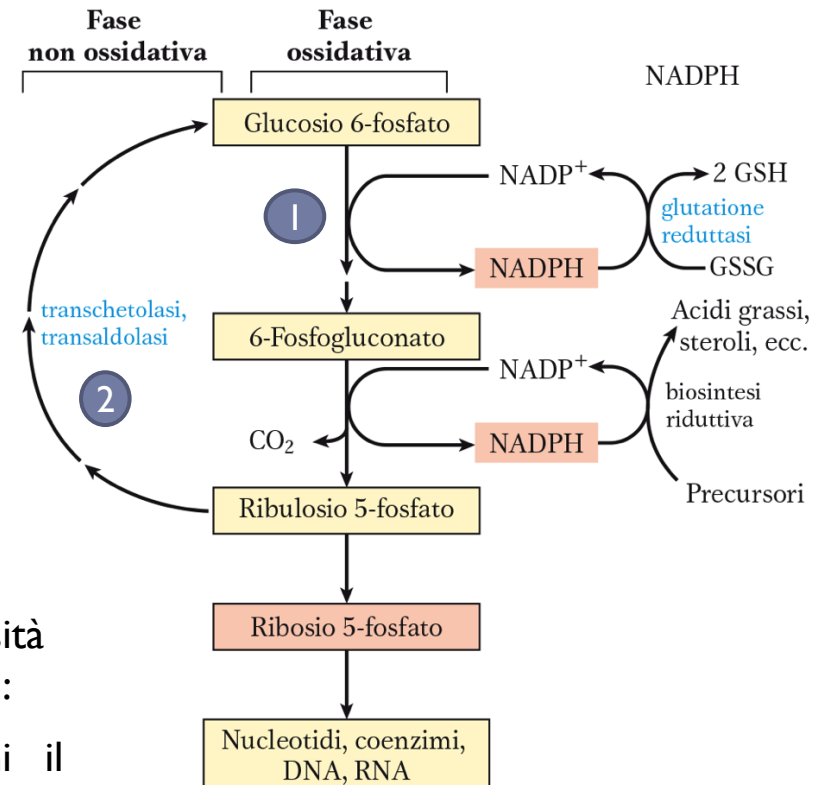 Fase
non ossidativa
Fase
ossidativa
NADPH
Glucosio 6-fosfato
1
NADP+
2 GSH
glutatione
reduttasi
NADPH
GSSG
transchetolasi,
transaldolasi
2
6-Fosfogluconato
Acidi grassi,
steroli, ecc.
NADP+
biosintesi
riduttiva
CO2
NADPH
Precursori
Ribulosio 5-fosfato
Ribosio 5-fosfato
:
il
Nucleotidi, coenzimi,
DNA, RNA